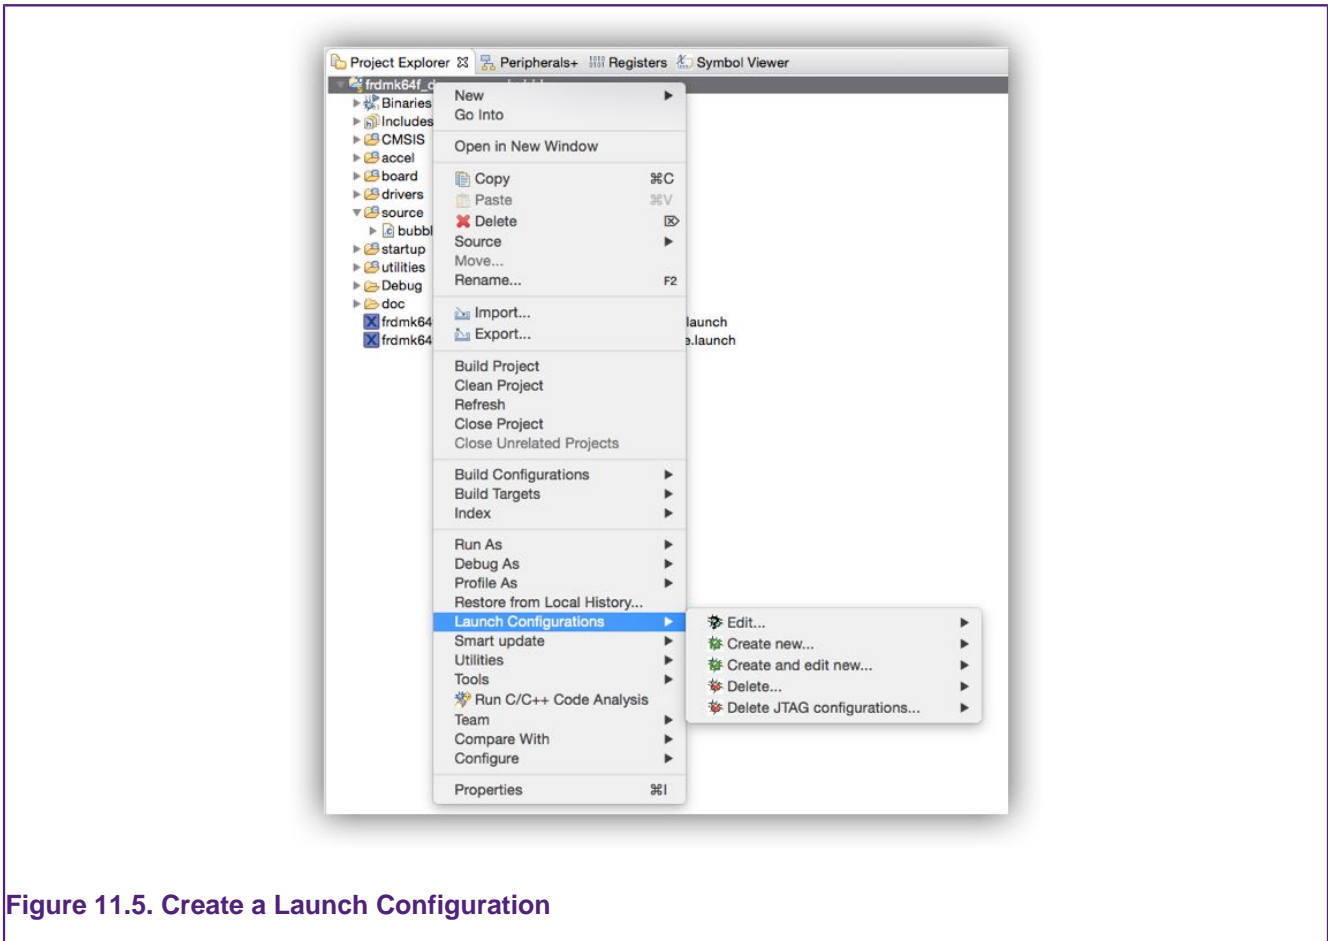 Project Explorer Peripherals+ Registers Symbol Viewer
Binaries
Includes
CMSIS
accel
board
drivers
source
startup
utilities
Debug
doc
frdmk64 launch
frdmk64 e.launch
New
Go Into
Open in New Window
Copy ⌘C
Paste ⌘V
Delete ⌦
Source
Move...
Rename... F2
Import...
Export...
Build Project
Clean Project
Refresh
Close Project
Close Unrelated Projects
Build Configurations
Build Targets
Index
Run As
Debug As
Profile As
Restore from Local History...
Launch Configurations
Smart update
Utilities
Tools
Run C/C++ Code Analysis
Team
Compare With
Configure
Properties ⌘I
Edit...
Create new...
Create and edit new...
Delete...
Delete JTAG configurations...
Figure 11.5. Create a Launch Configuration